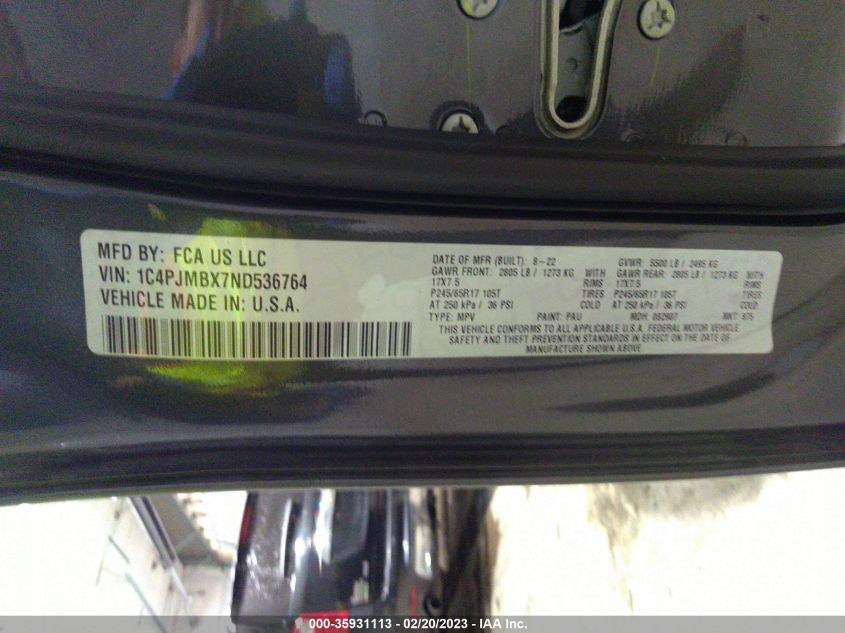 MFD BY: FCA US LLC
VIN: 1C4PJMBX7ND536764
VEHICLE MADE IN: U.S.A.
DATE OF MFR (BUILT): 8-22 GVWR: 5500 LB / 2495 KG
GAWR FRONT: 2805 LB / 1273 KG WITH GAWR REAR: 2805 LB / 1273 KG WITH
17X7.5 RIMS 17X7.5 RIMS
P245/65R17 105T TIRES P245/65R17 105T TIRES
AT 250 kPa / 36 PSI COLD AT 250 kPa / 36 PSI COLD
TYPE: MPV PAINT: PAU MDH: 082907 MKT: 875
THIS VEHICLE CONFORMS TO ALL APPLICABLE U.S.A. FEDERAL MOTOR VEHICLE
SAFETY AND THEFT PREVENTION STANDARDS IN EFFECT ON THE DATE OF
MANUFACTURE SHOWN ABOVE
000-35931113 - 02/20/2023 - IAA Inc.